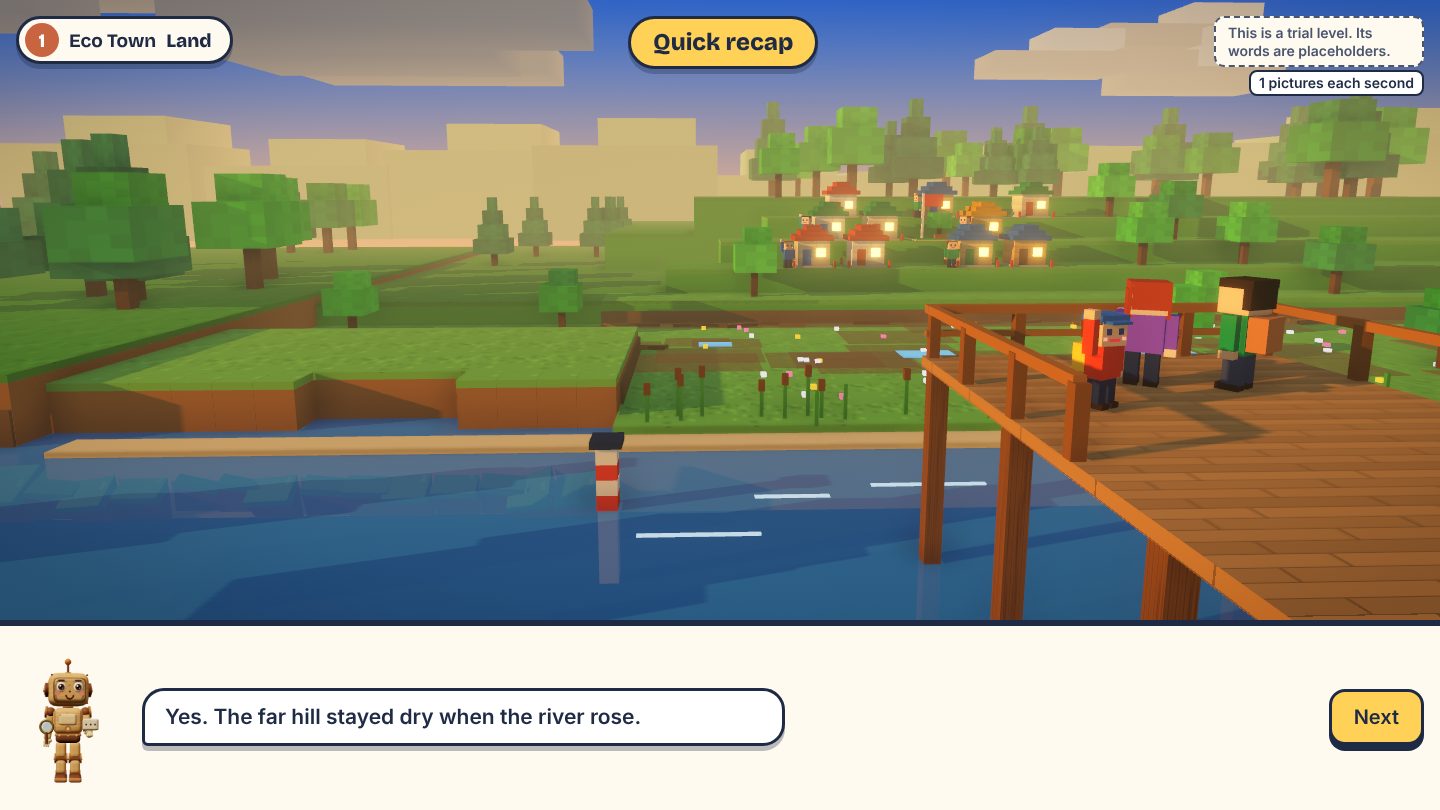 1 Eco Town Land
Quick recap
This is a trial level. Its
words are placeholders.
1 pictures each second
Yes. The far hill stayed dry when the river rose.
Next